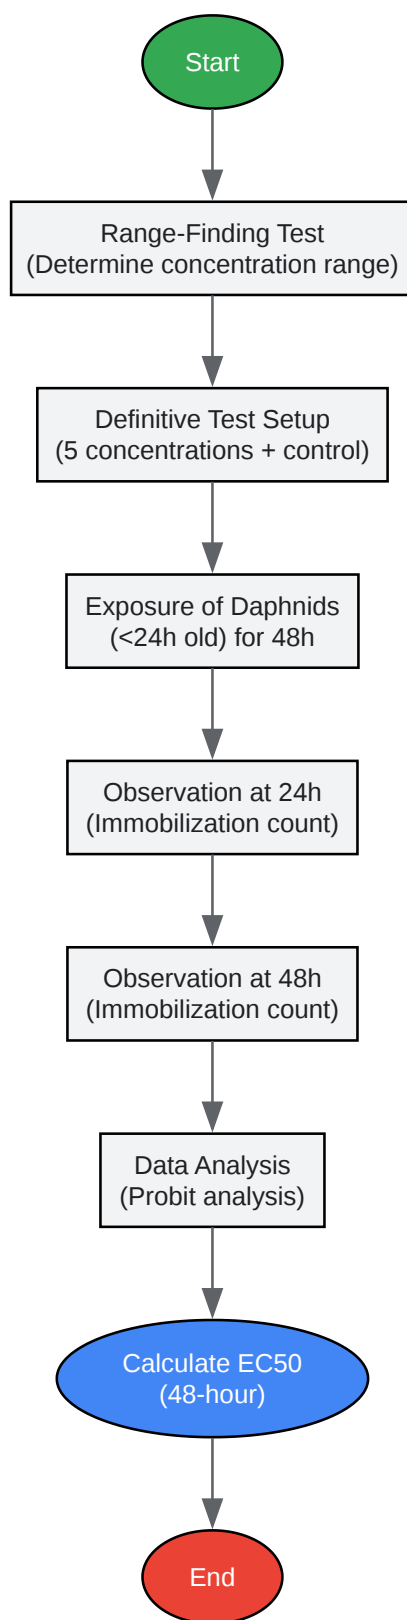 Start
Range-Finding Test
(Determine concentration range)
Definitive Test Setup
(5 concentrations + control)
Exposure of Daphnids
(<24h old) for 48h
Observation at 24h
(Immobilization count)
Observation at 48h
(Immobilization count)
Data Analysis
(Probit analysis)
Calculate EC50
(48-hour)
End